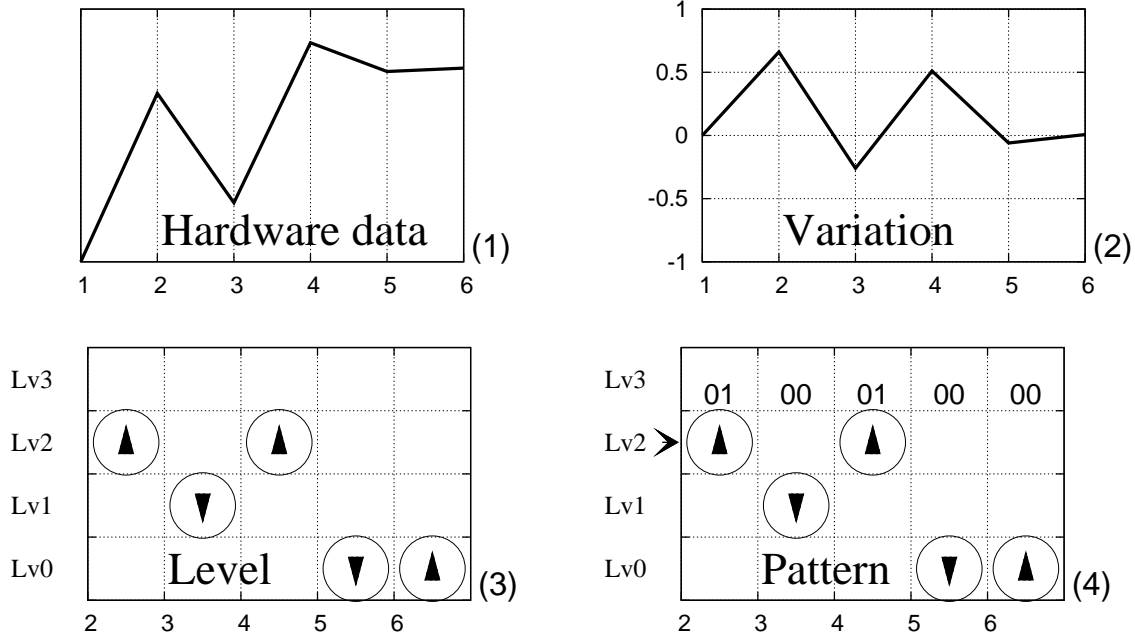 Hardware data
(1)
1 2 3 4 5 6
1
0.5
0
-0.5
-1
Variation
(2)
1 2 3 4 5 6
Lv3
Lv2
Lv1
Lv0
Level
(3)
2 3 4 5 6
Lv3
01 00 01 00 00
Lv2
Lv1
Lv0
Pattern
(4)
2 3 4 5 6